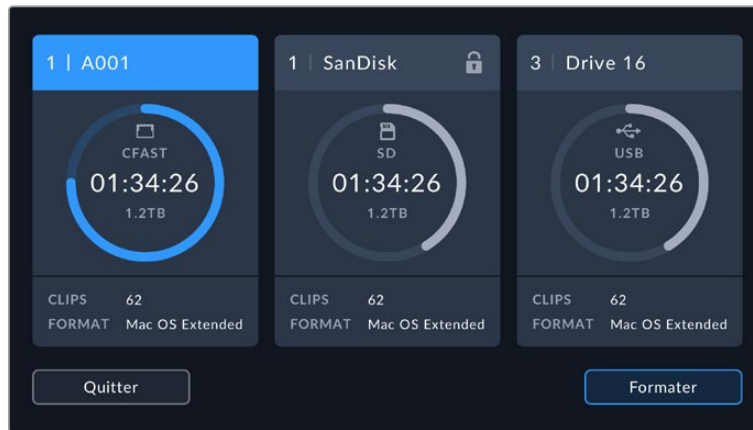 1 | A001
CFAST
01:34:26
1.2TB
CLIPS 62
FORMAT Mac OS Extended
1 | SanDisk
SD
01:34:26
1.2TB
CLIPS 62
FORMAT Mac OS Extended
3 | Drive 16
USB
01:34:26
1.2TB
CLIPS 62
FORMAT Mac OS Extended
Quitter
Formater